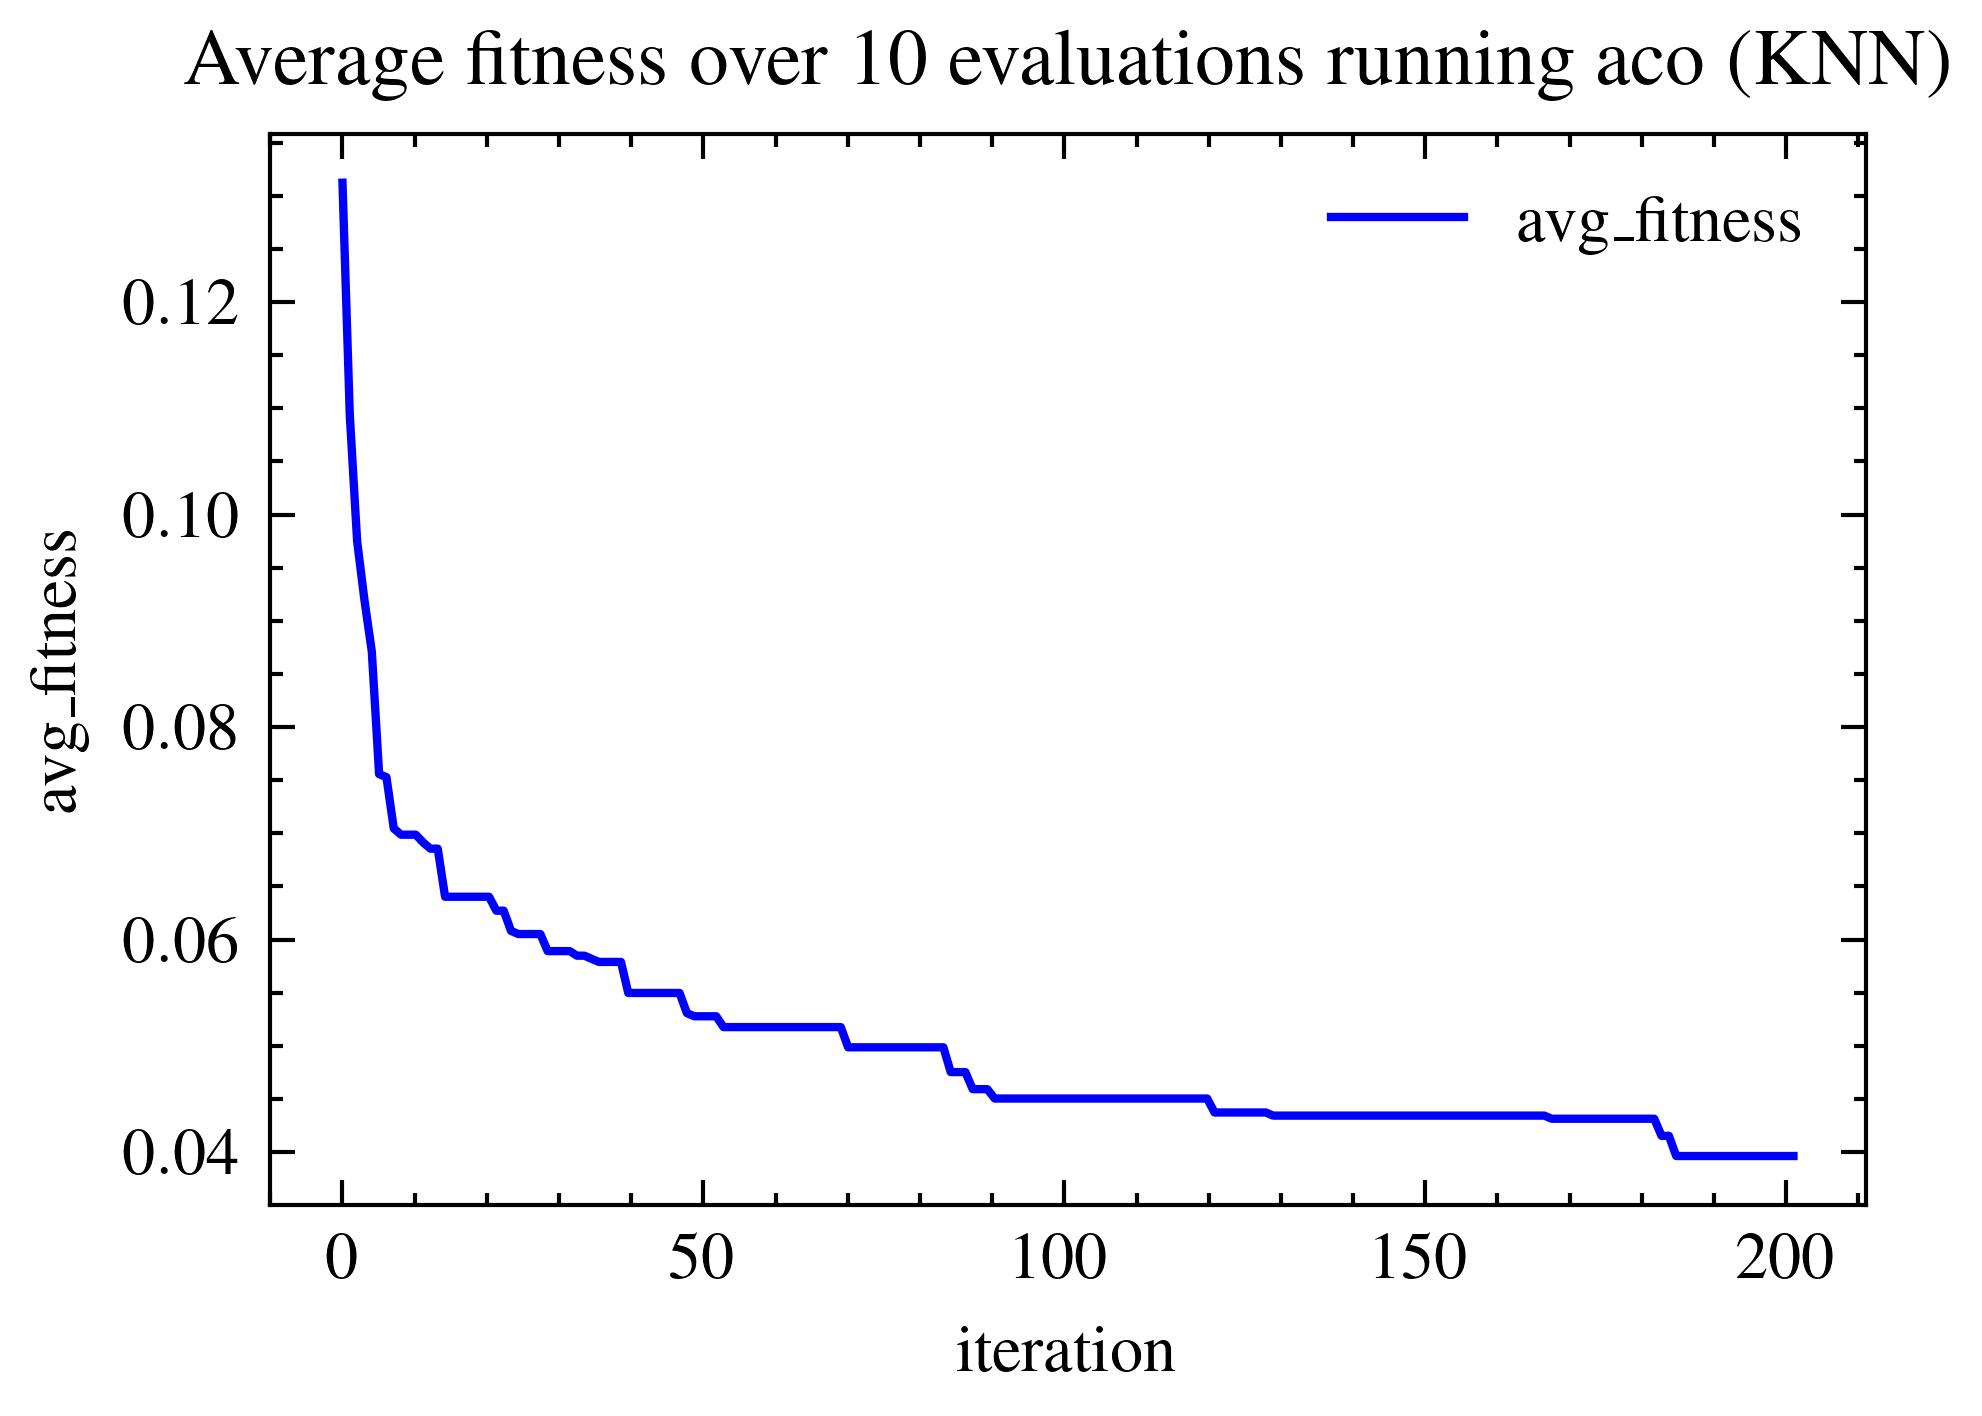 Average fitness over 10 evaluations running aco (KNN)
avg_fitness
0.12
0.10
0.08
0.06
0.04
avg_fitness
0
50
100
150
200
iteration